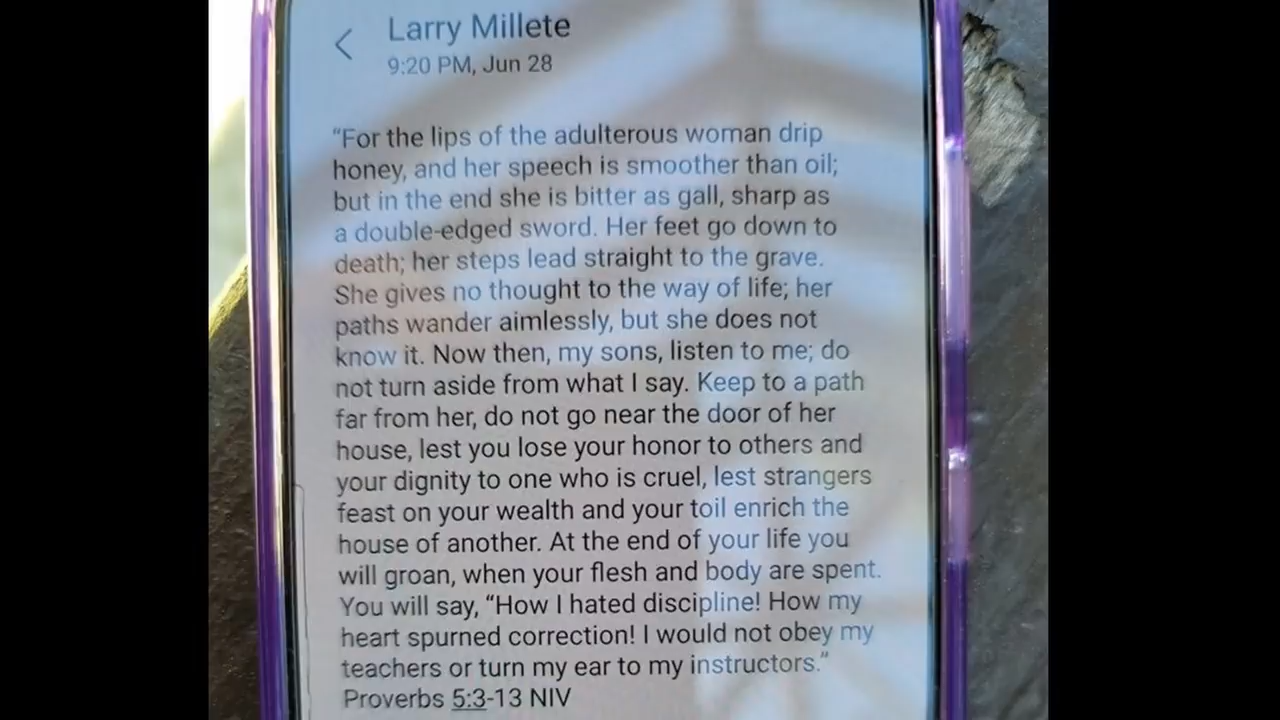 Larry Millete
9:20 PM, Jun 28
“For the lips of the adulterous woman drip
honey, and her speech is smoother than oil;
but in the end she is bitter as gall, sharp as
a double-edged sword. Her feet go down to
death; her steps lead straight to the grave.
She gives no thought to the way of life; her
paths wander aimlessly, but she does not
know it. Now then, my sons, listen to me; do
not turn aside from what I say. Keep to a path
far from her, do not go near the door of her
house, lest you lose your honor to others and
your dignity to one who is cruel, lest strangers
feast on your wealth and your toil enrich the
house of another. At the end of your life you
will groan, when your flesh and body are spent.
You will say, “How I hated discipline! How my
heart spurned correction! I would not obey my
teachers or turn my ear to my instructors.”
Proverbs 5:3-13 NIV